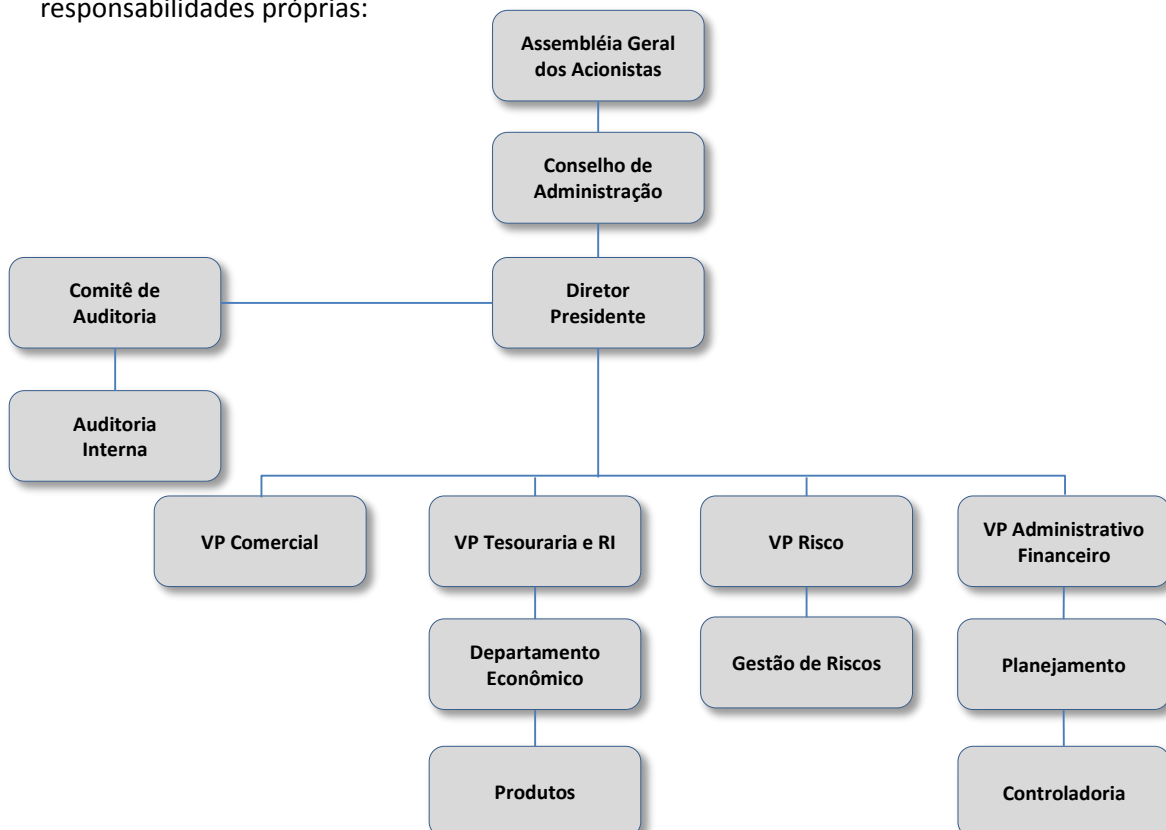 responsabilidades próprias:
Assembléia Geral
dos Acionistas
Conselho de
Administração
Comitê de
Auditoria
Diretor
Presidente
Auditoria
Interna
VP Comercial
VP Tesouraria e RI
VP Risco
VP Administrativo
Financeiro
Departamento
Econômico
Gestão de Riscos
Planejamento
Produtos
Controladoria